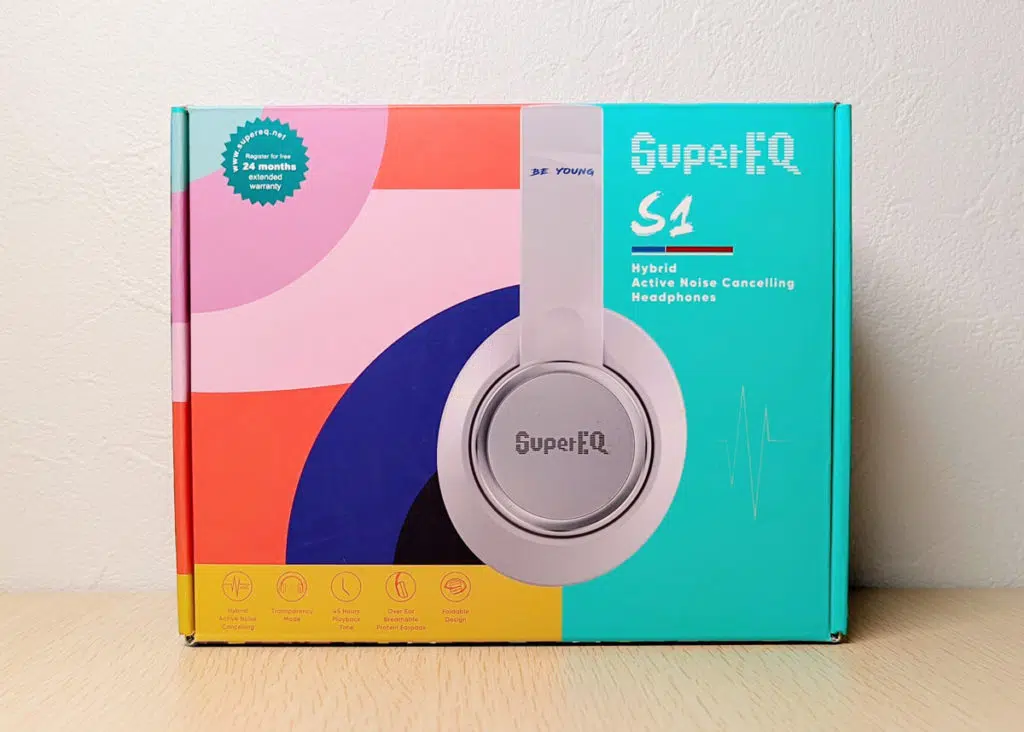 www.supereq.net
Register for free
24 months
extended
warranty
BE YOUNG
SuperEQ
S1
Hybrid
Active Noise Cancelling
Headphones
SuperEQ
Hybrid
Active Noise
Cancelling
Transparency
Mode
45 Hours
Playback
Time
Over Ear
Breathable
Protein Earpads
Foldable
Design